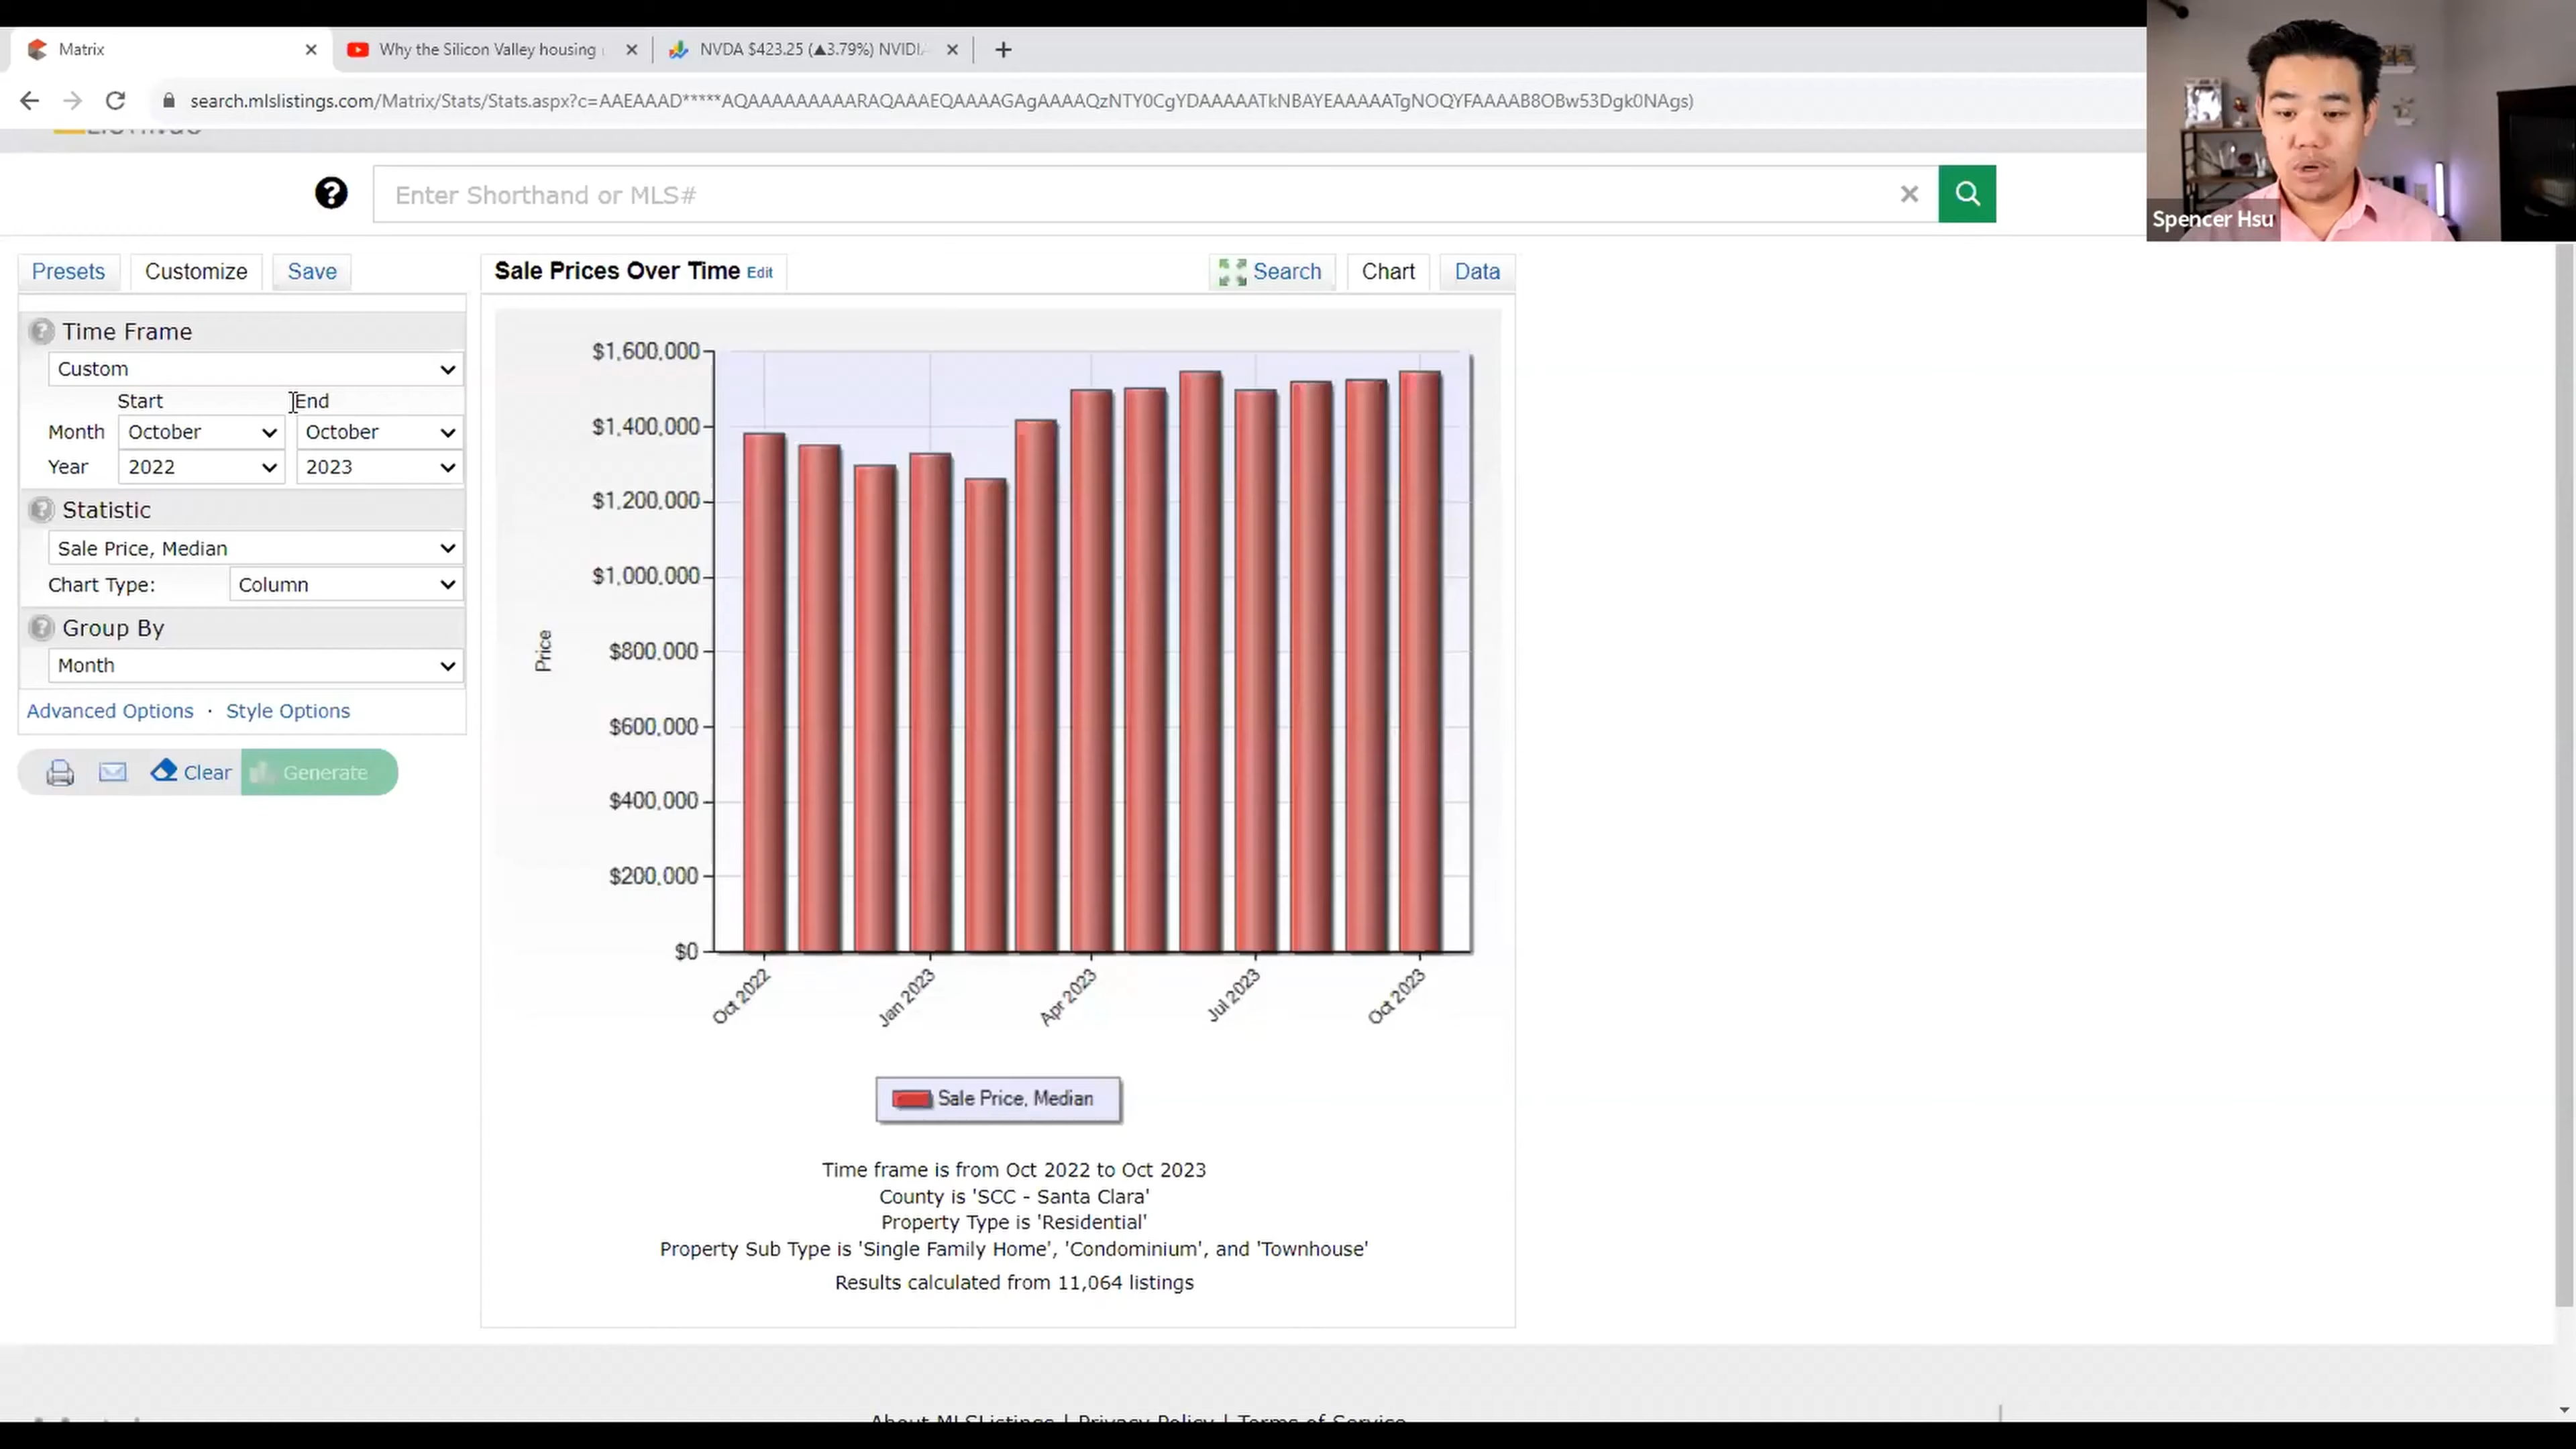 Matrix
Why the Silicon Valley housing
NVDA $423.25 (▲3.79%) NVIDI
search.mlslistings.com/Matrix/Stats/Stats.aspx?c=AAEAAAD*****AQAAAAAAAAARAQAAAEQAAAAGAgAAAAQzNTY0CgYDAAAAATkNBAYEAAAAATgNOQYFAAAAB8OBw53Dgk0NAgs)
Spencer Hsu
Enter Shorthand or MLS#
Presets Customize Save
Sale Prices Over Time Edit
Search Chart Data
Time Frame
Custom
Start End
Month October October
Year 2022 2023
Statistic
Sale Price, Median
Chart Type: Column
Group By
Month
Advanced Options · Style Options
Clear Generate
$1,600,000
$1,400,000
$1,200,000
$1,000,000
$800,000
$600,000
$400,000
$200,000
$0
Price
Oct 2022
Jan 2023
Apr 2023
Jul 2023
Oct 2023
Sale Price, Median
Time frame is from Oct 2022 to Oct 2023
County is 'SCC - Santa Clara'
Property Type is 'Residential'
Property Sub Type is 'Single Family Home', 'Condominium', and 'Townhouse'
Results calculated from 11,064 listings
About MLSListings | Privacy Policy | Terms of Service